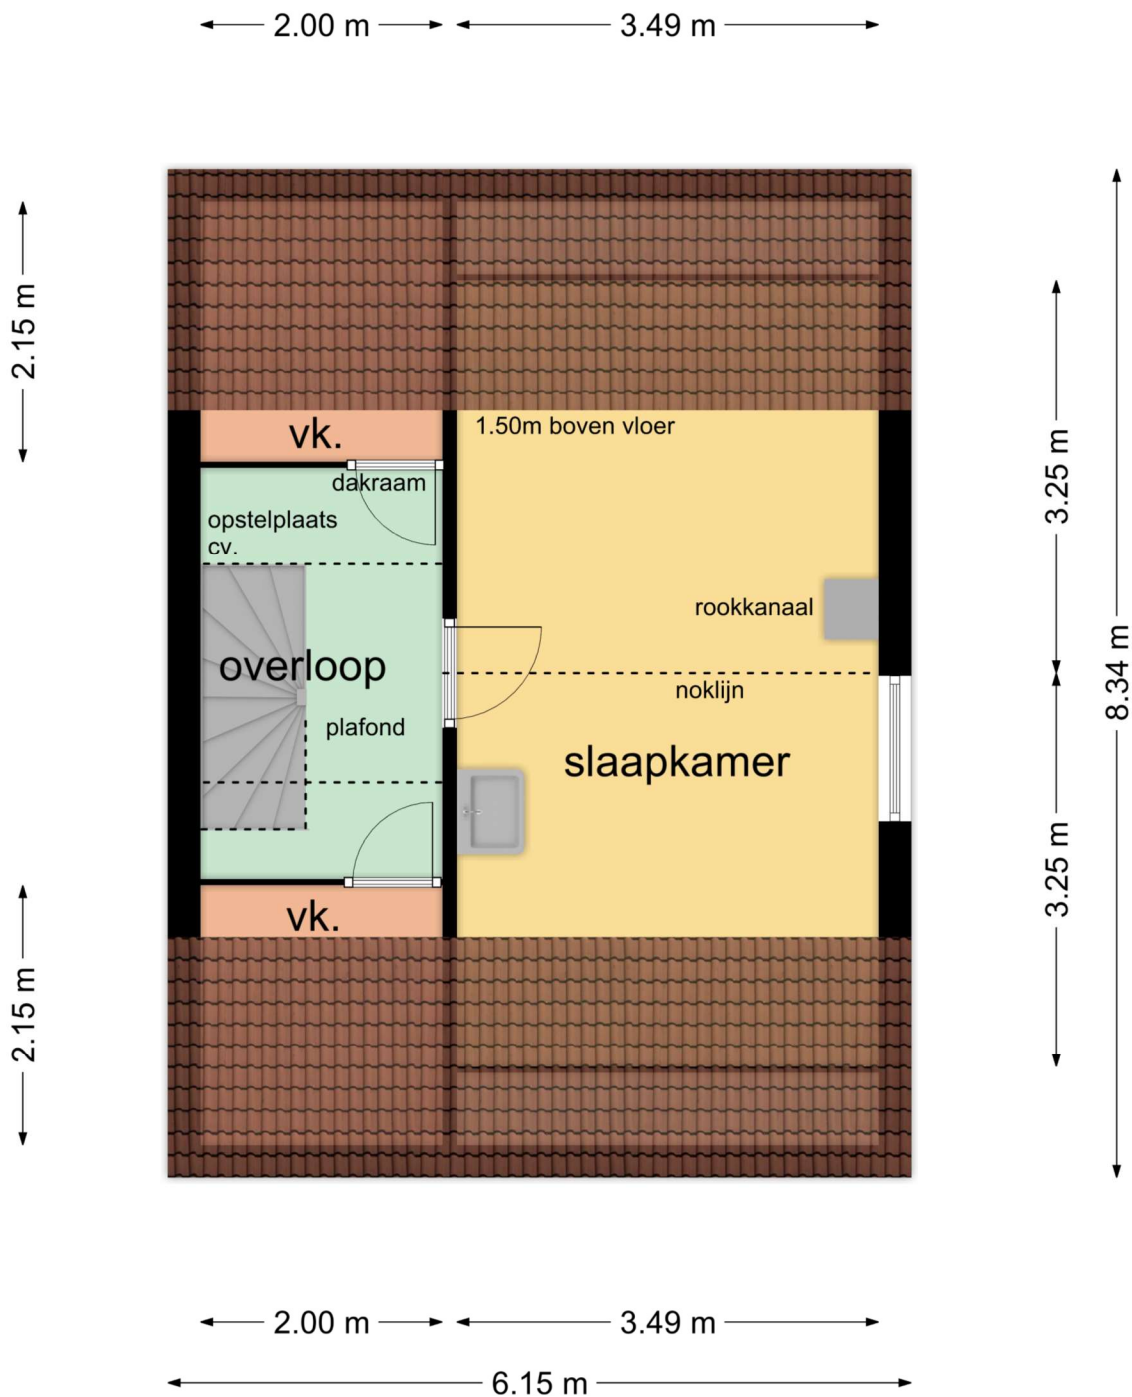 2.00 m
3.49 m
2.15 m
vk.
1.50m boven vloer
dakraam
opstelplaats
cv.
3.25 m
rookkanaal
overloop
noklijn
8.34 m
plafond
slaapkamer
3.25 m
vk.
2.15 m
2.00 m
3.49 m
6.15 m